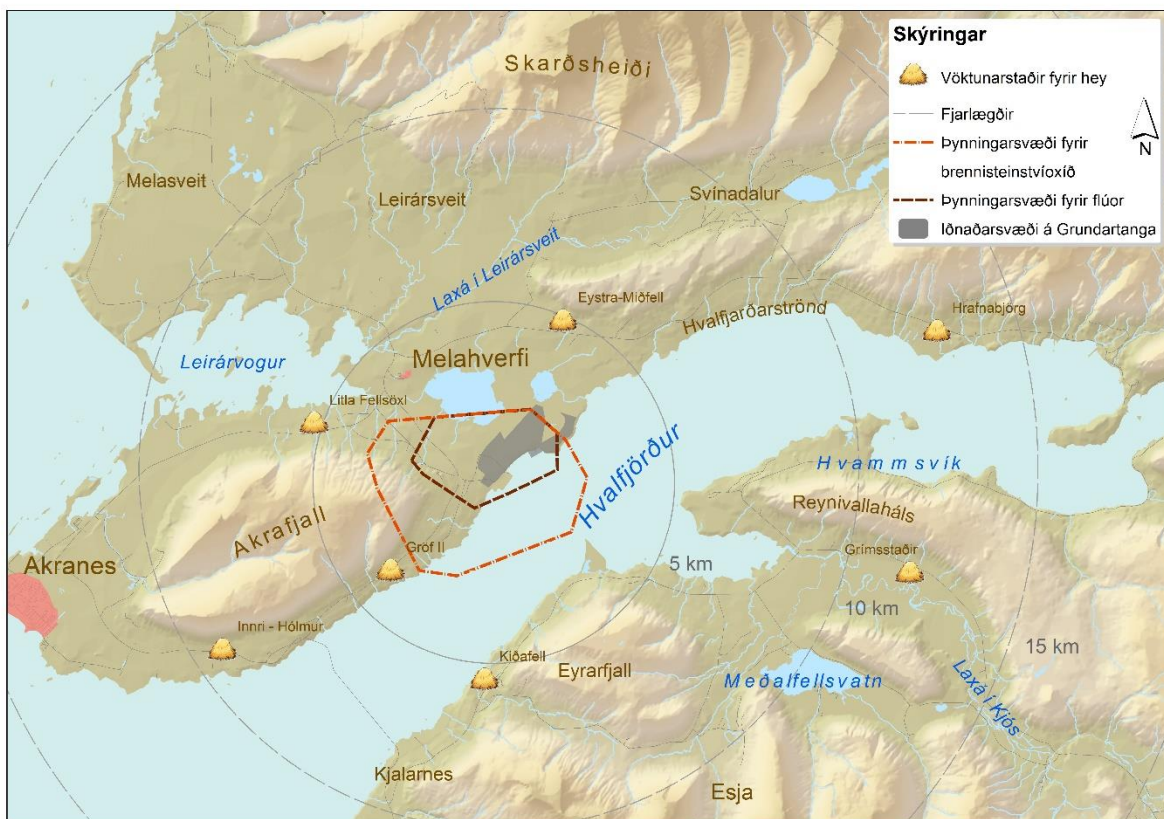 Skýringar
Vöktunarstaðir fyrir hey
Fjarlægðir
Þynningarsvæði fyrir
brennisteinstvíoxíð
Þynningarsvæði fyrir flúor
Iðnaðarsvæði á Grundartanga
N
Skarðsheiði
Melasveit
Leirársveit
Svínadalur
Laxá í Leirársveit
Eystra-Miðfell
Hvalfjarðarströnd
Hrafnabjörg
Leirárvogur
Melahverfi
Litla Fellsöxl
Hvalfjörður
Hvammsvík
Reynivallaháls
Akrafjall
Gröf II
Grímsstaðir
Akranes
5 km
10 km
15 km
Innri - Hólmur
Kiðafell
Eyrarfjall
Meðalfellsvatn
Laxá í Kjós
Kjalarnes
Esja